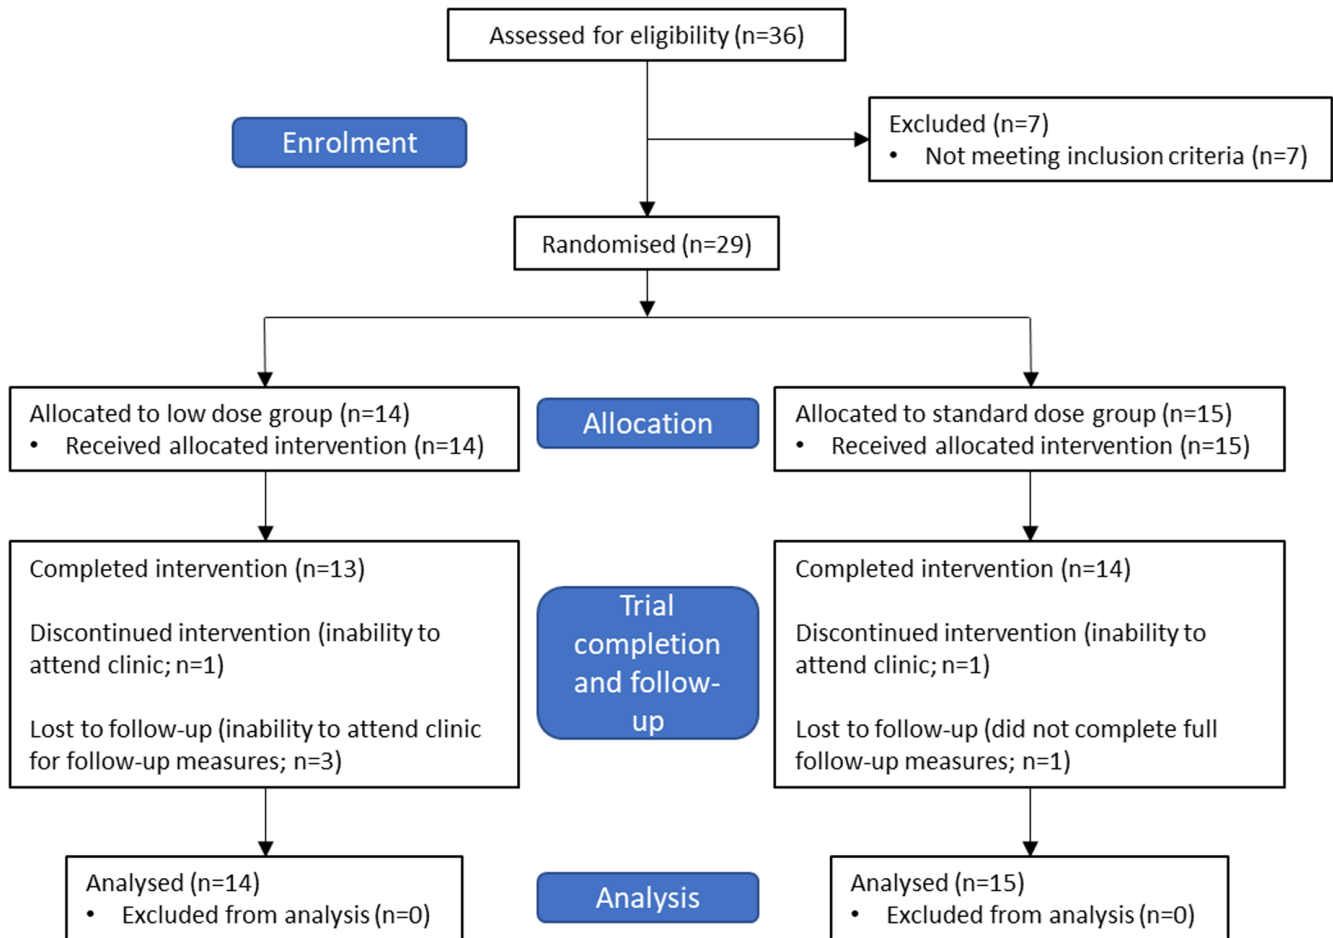 Assessed for eligibility (n=36)
Enrolment
Excluded (n=7)
• Not meeting inclusion criteria (n=7)
Randomised (n=29)
Allocated to low dose group (n=14)
• Received allocated intervention (n=14)
Allocation
Allocated to standard dose group (n=15)
• Received allocated intervention (n=15)
Completed intervention (n=13)
Discontinued intervention (inability to
attend clinic; n=1)
Lost to follow-up (inability to attend clinic
for follow-up measures; n=3)
Trial
completion
and follow-
up
Completed intervention (n=14)
Discontinued intervention (inability to
attend clinic; n=1)
Lost to follow-up (did not complete full
follow-up measures; n=1)
Analysed (n=14)
• Excluded from analysis (n=0)
Analysis
Analysed (n=15)
• Excluded from analysis (n=0)